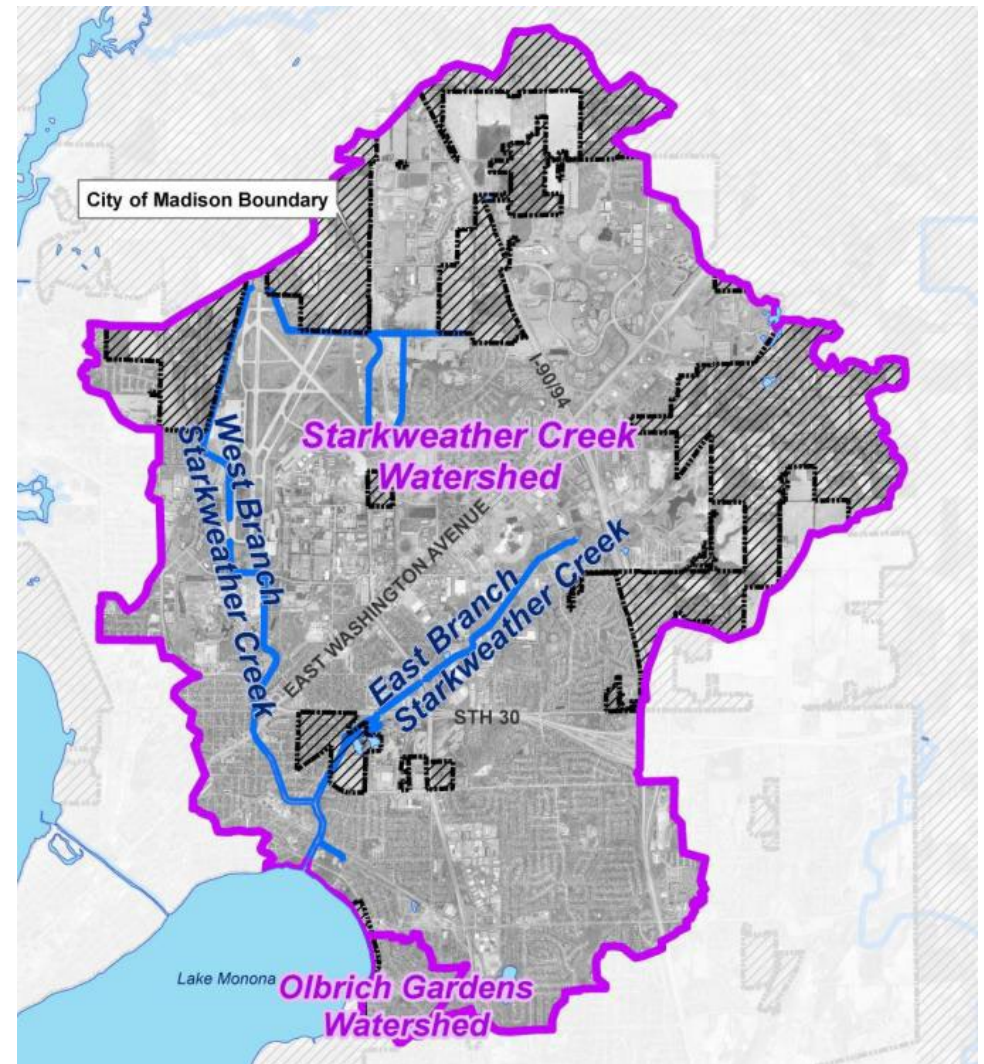 City of Madison Boundary
I-90/94
Starkweather Creek
Watershed
West Branch
Starkweather Creek
EAST WASHINGTON AVENUE
East Branch
Starkweather Creek
STH 30
Lake Monona
Olbrich Gardens
Watershed